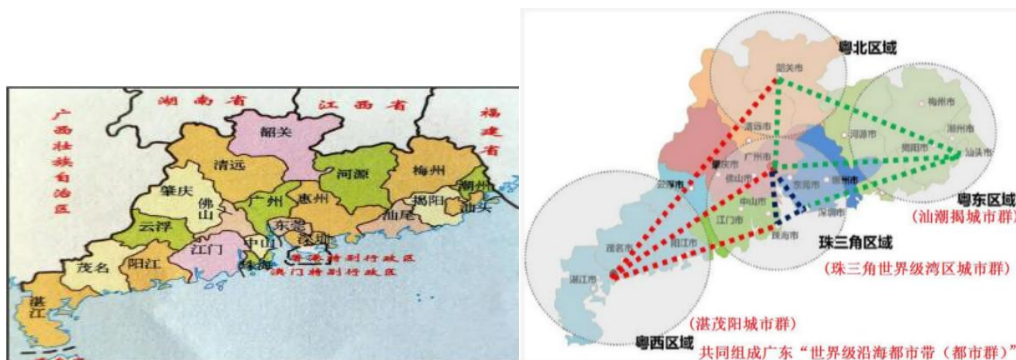 湖南省
江西省
福建省
广西壮族自治区
韶关
清远
河源
梅州
潮州
肇庆
佛山
广州
惠州
揭阳
汕头
云浮
东莞
汕尾
江门
中山
深圳
珠海
香港特别行政区
澳门特别行政区
茂名
阳江
湛江
粤北区域
韶关市
梅州市
清远市
河源市
潮州市
广州市
揭阳市
汕头市
肇庆市
佛山市
东莞市
惠州市
云浮市
粤东区域
中山市
深圳市
(汕潮揭城市群)
江门市
珠海市
茂名市
阳江市
珠三角区域
湛江市
(珠三角世界级湾区城市群)
(湛茂阳城市群)
粤西区域
共同组成广东“世界级沿海都市带(都市群)”